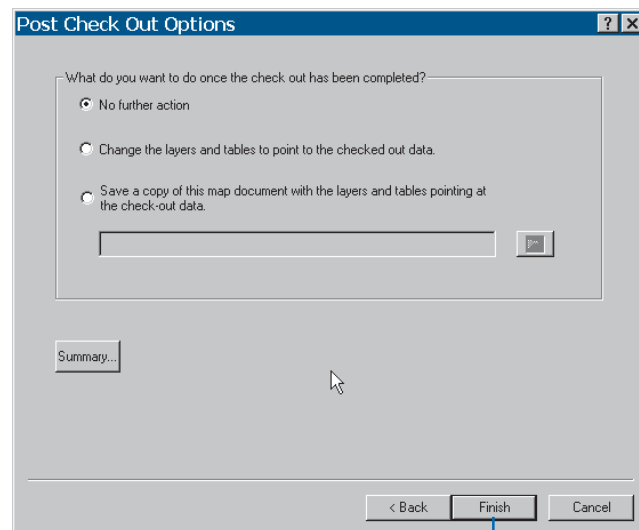 Post Check Out Options
What do you want to do once the check out has been completed?
No further action
Change the layers and tables to point to the checked out data.
Save a copy of this map document with the layers and tables pointing at
the check-out data.
Summary...
< Back Finish Cancel